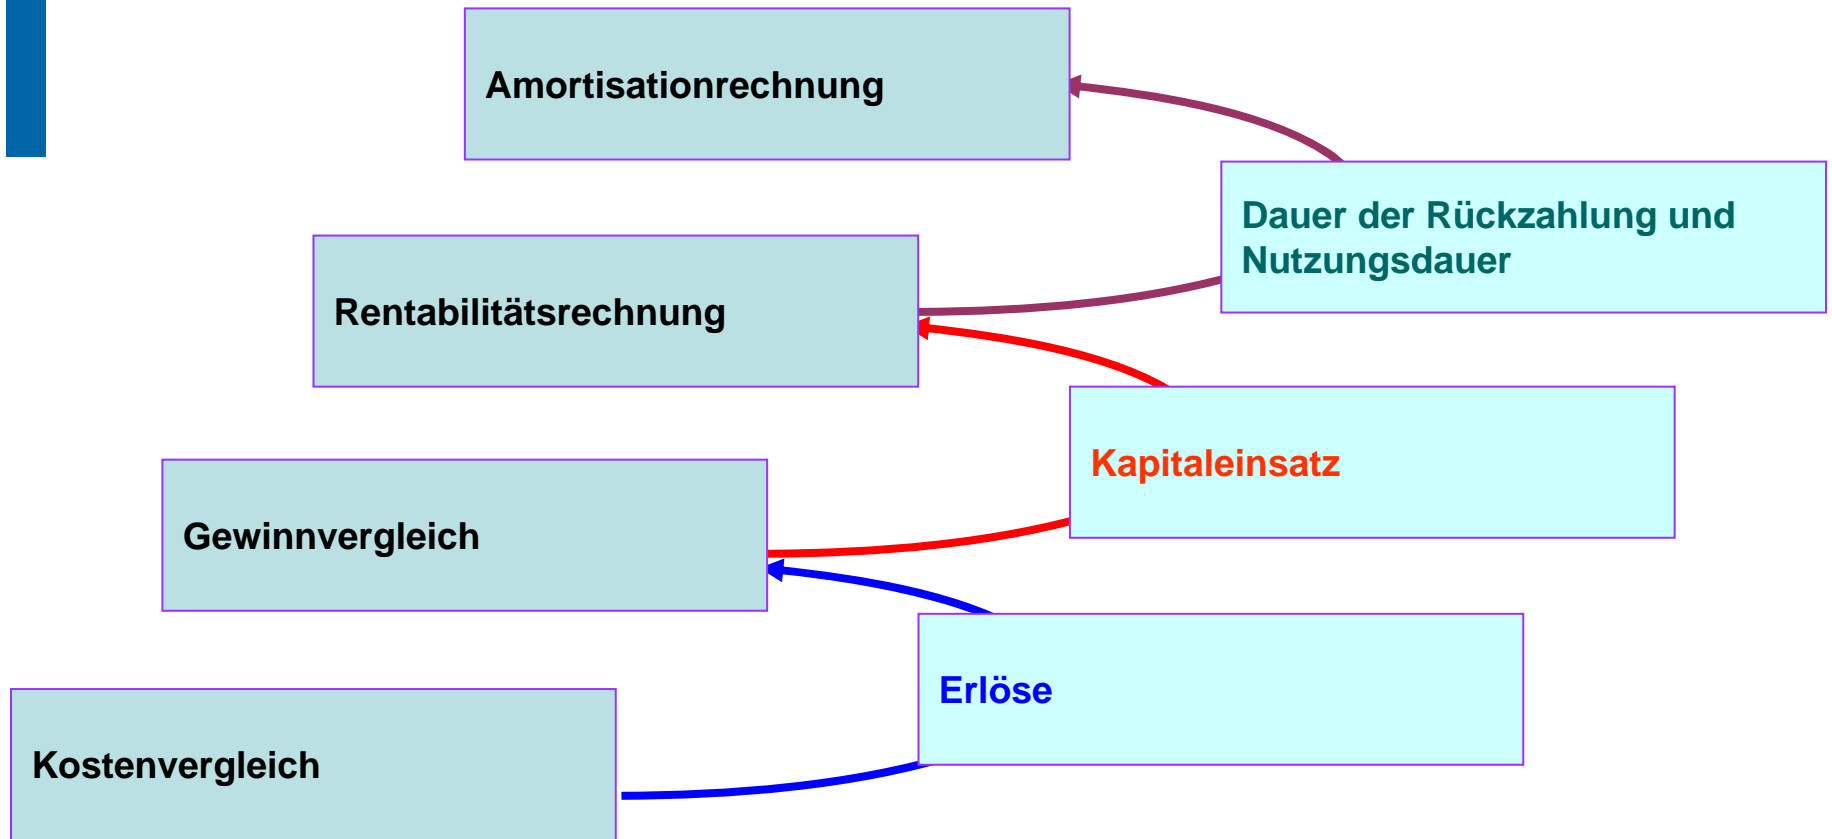 Amortisationrechnung
Dauer der Rückzahlung und
Nutzungsdauer
Rentabilitätsrechnung
Kapitaleinsatz
Gewinnvergleich
Erlöse
Kostenvergleich